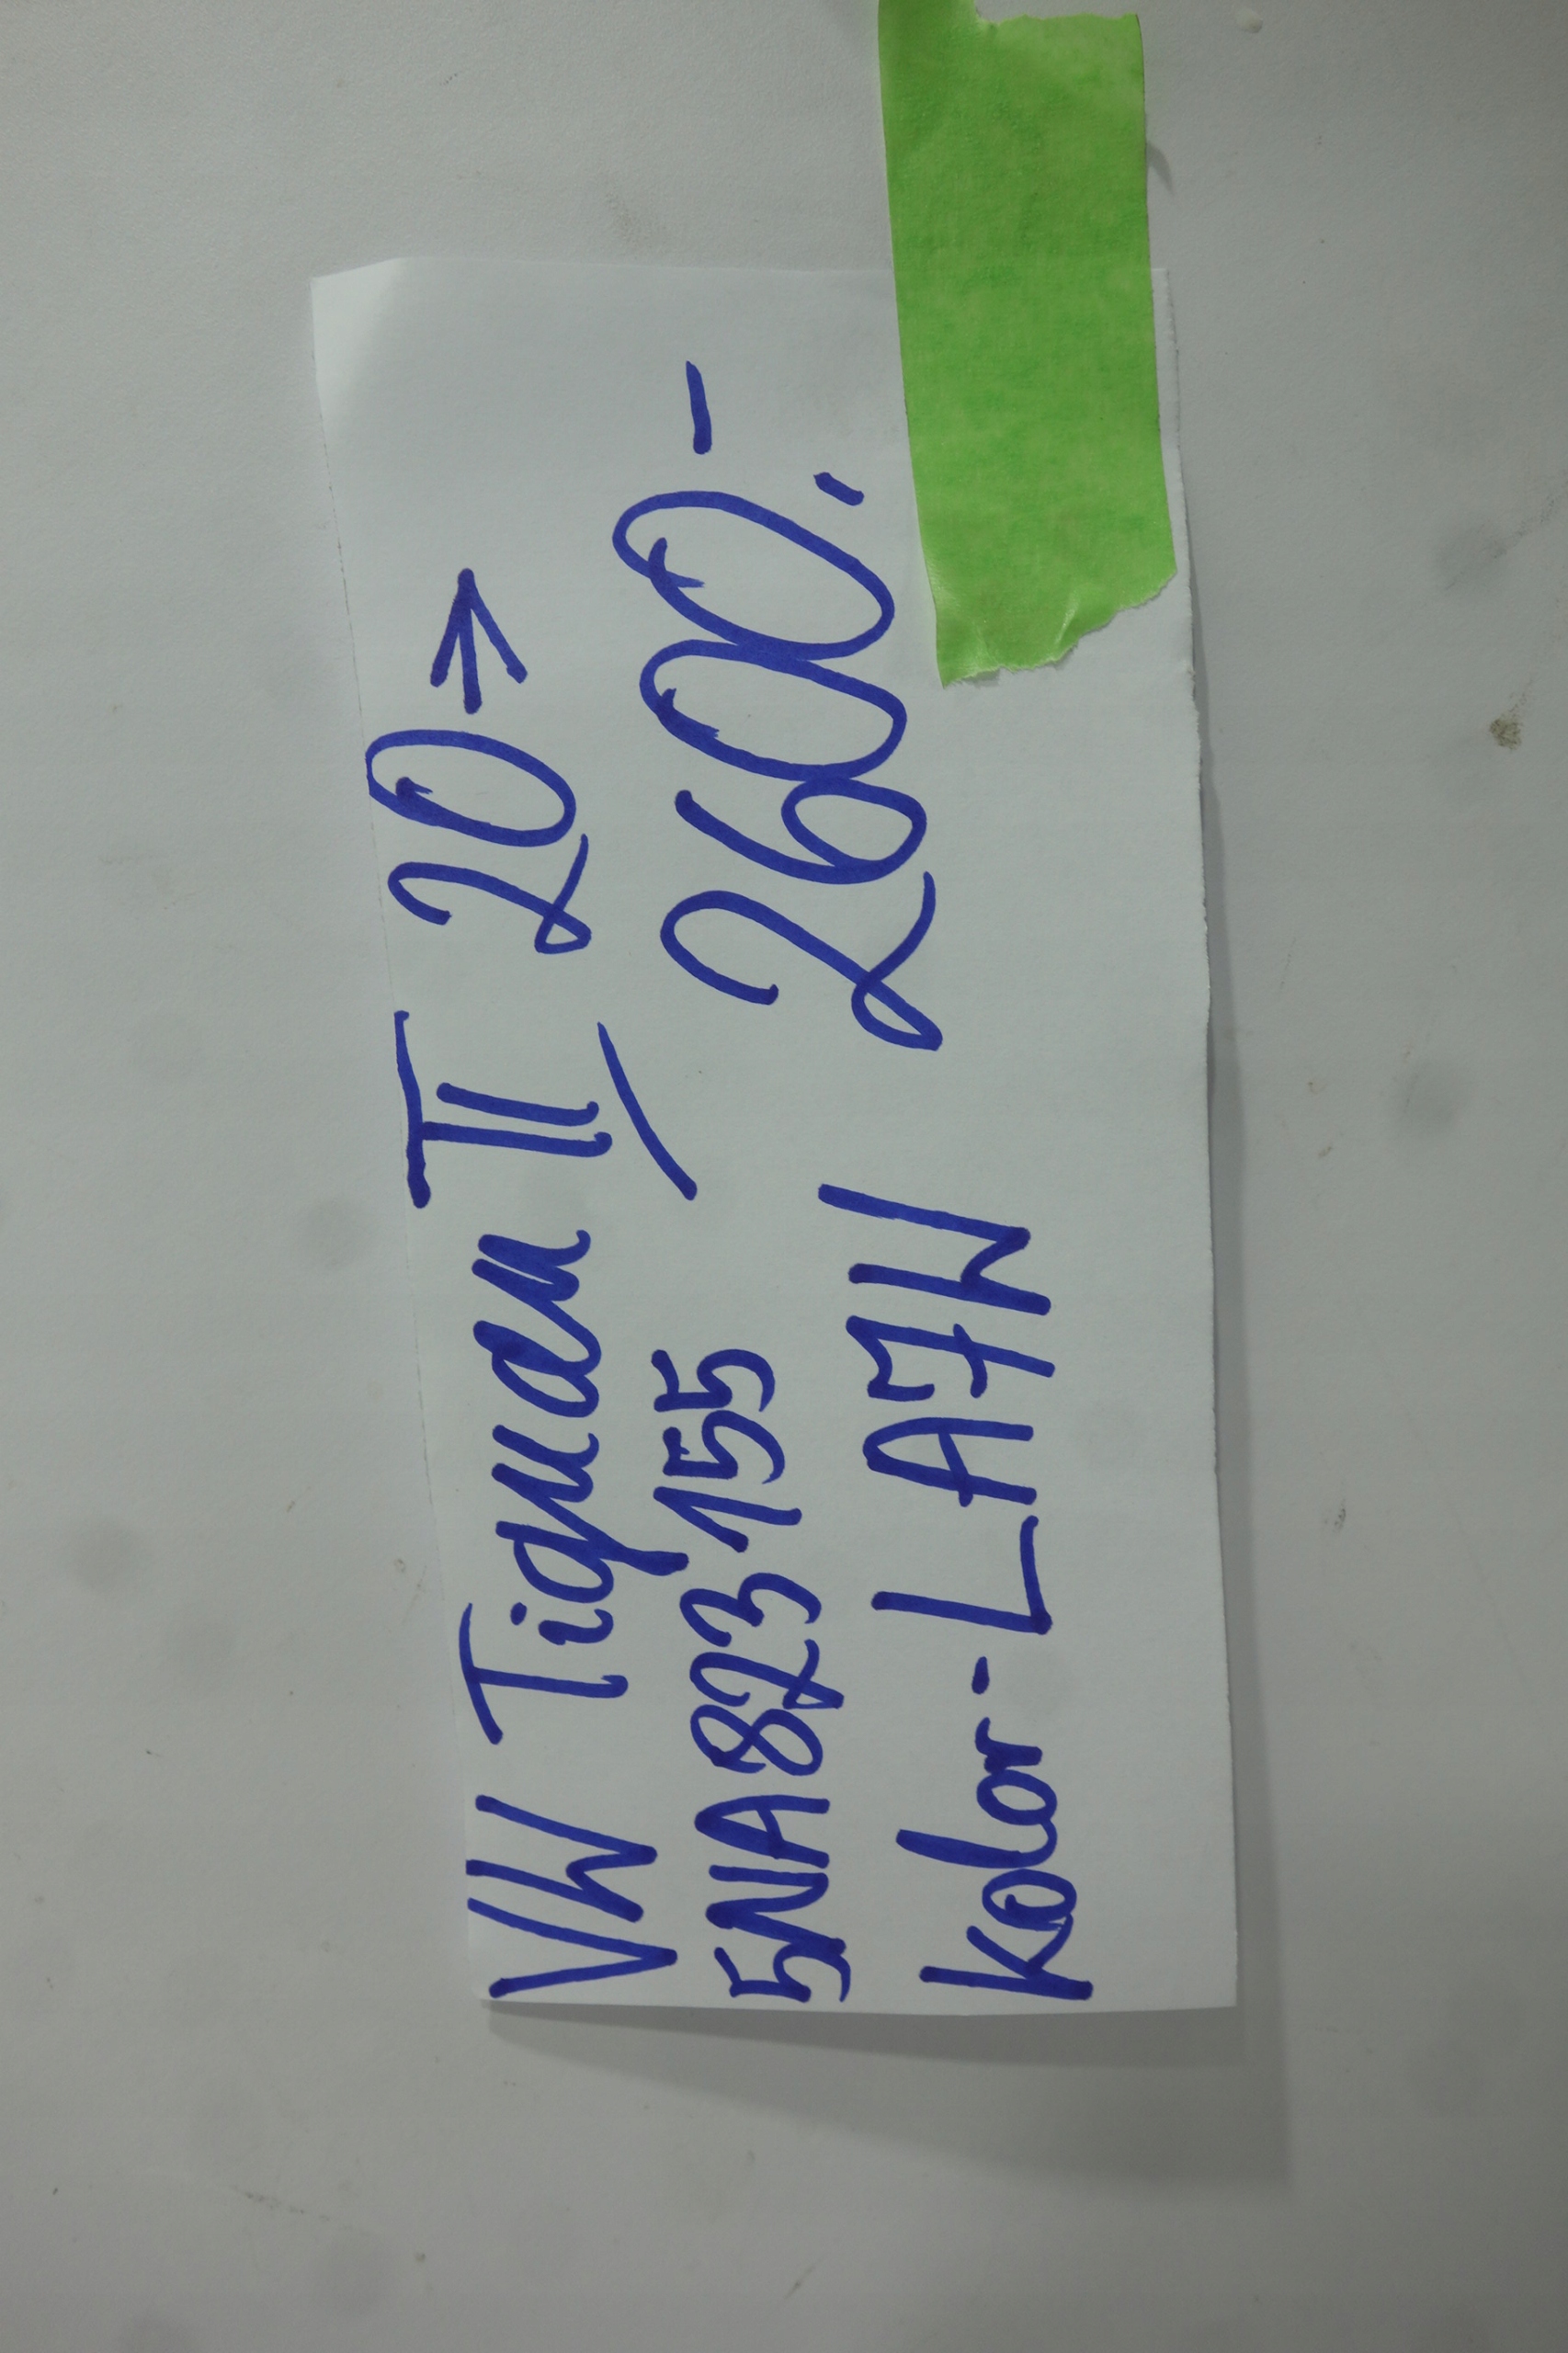 VW Tiguan II 20→
5NA823155
2600,-
kolor - LA7W